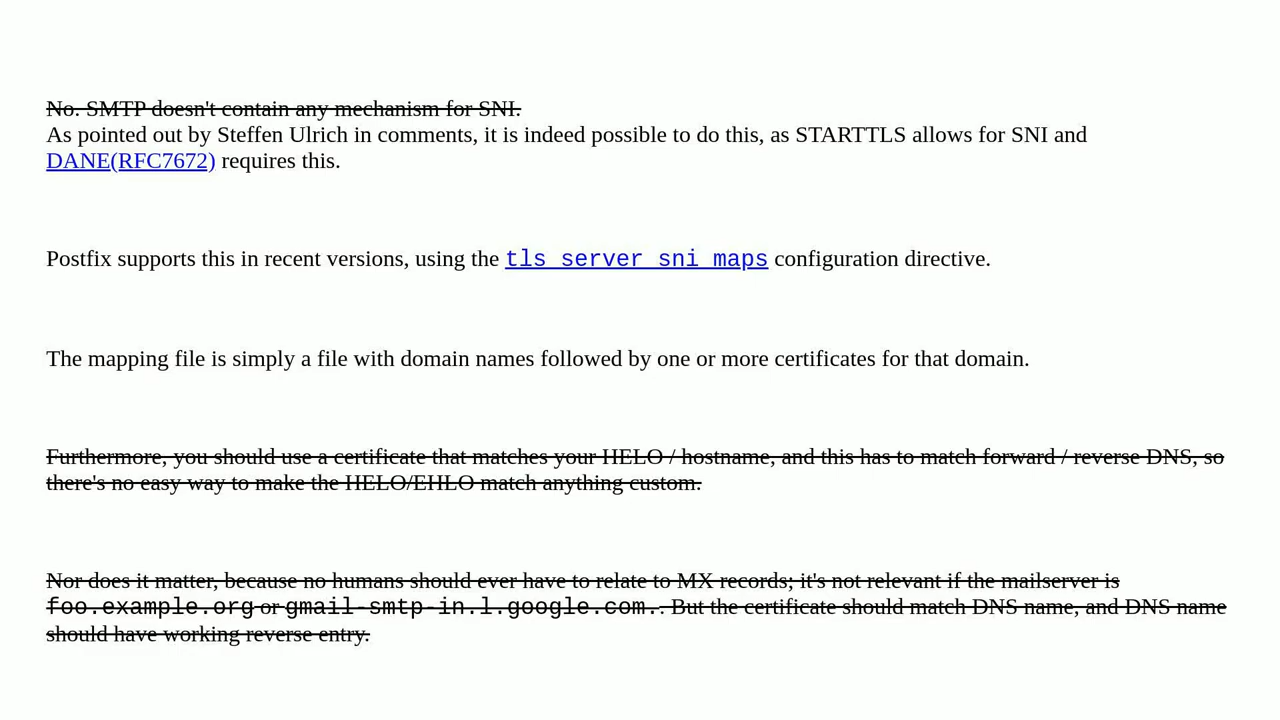 No. SMTP doesn't contain any mechanism for SNI.
As pointed out by Steffen Ulrich in comments, it is indeed possible to do this, as STARTTLS allows for SNI and
DANE(RFC7672) requires this.
Postfix supports this in recent versions, using the tls_server_sni_maps configuration directive.
The mapping file is simply a file with domain names followed by one or more certificates for that domain.
Furthermore, you should use a certificate that matches your HELO / hostname, and this has to match forward / reverse DNS, so
there's no easy way to make the HELO/EHLO match anything custom.
Nor does it matter, because no humans should ever have to relate to MX records; it's not relevant if the mailserver is
foo.example.org or gmail-smtp-in.l.google.com.. But the certificate should match DNS name, and DNS name
should have working reverse entry.